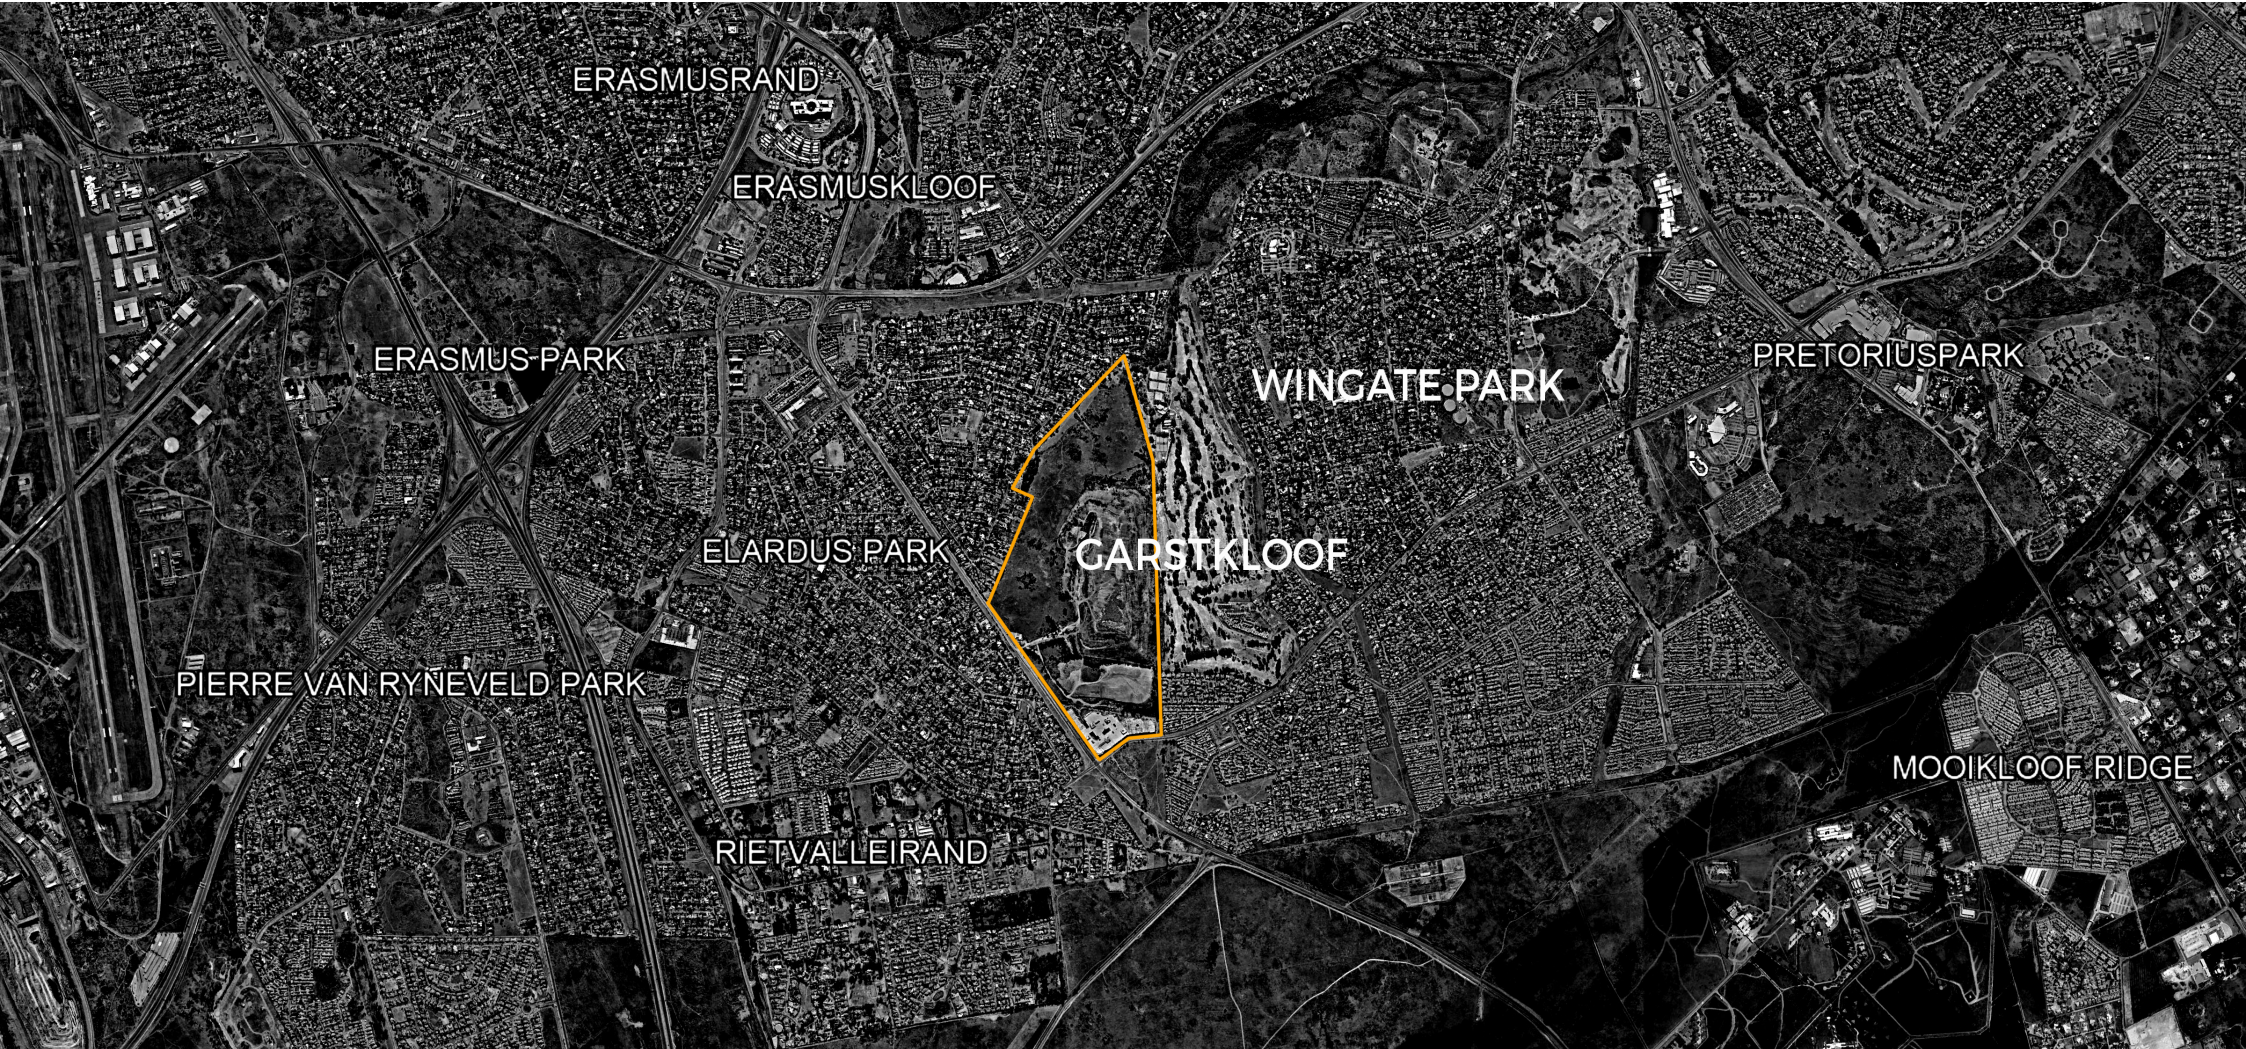 ERASMUSRAND
ERASMUSKLOOF
ERASMUS PARK
WINGATE PARK
PRETORIUSPARK
ELARDUS PARK
GARSTKLOOF
PIERRE VAN RYNEVELD PARK
MOOIKLOOF RIDGE
RIETVALLEIRAND